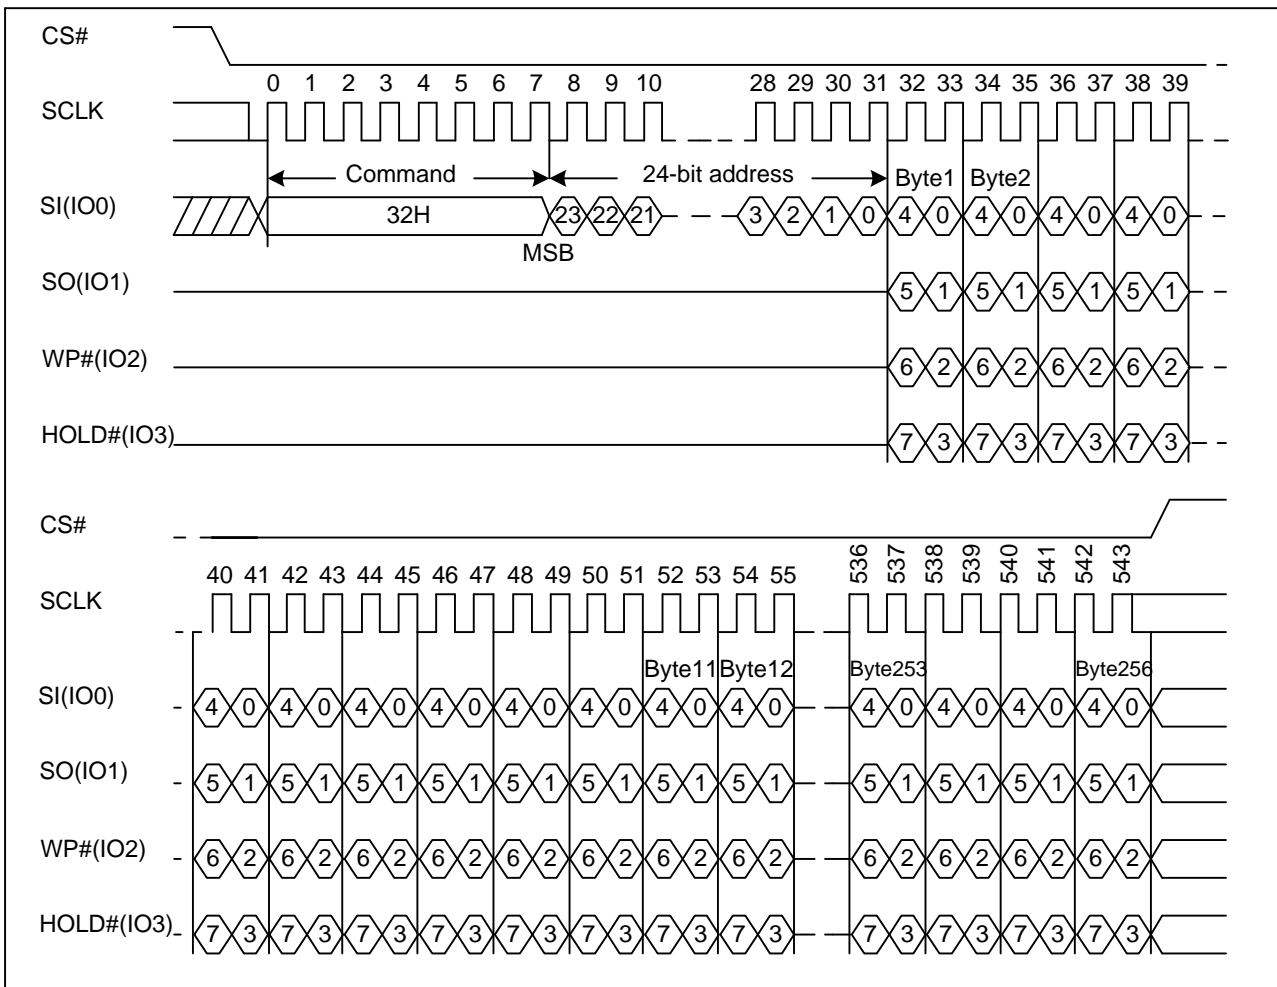 CS#
0 1 2 3 4 5 6 7 8 9 10 28 29 30 31 32 33 34 35 36 37 38 39
SCLK
Command 24-bit address Byte1 Byte2
SI(IO0) 32H 23 22 21 3 2 1 0 4 0 4 0 4 0 4 0
MSB
SO(IO1) 5 1 5 1 5 1 5 1
WP#(IO2) 6 2 6 2 6 2 6 2
HOLD#(IO3) 7 3 7 3 7 3 7 3
CS#
40 41 42 43 44 45 46 47 48 49 50 51 52 53 54 55 536 537 538 539 540 541 542 543
SCLK
Byte11 Byte12 Byte253 Byte256
SI(IO0) 4 0 4 0 4 0 4 0 4 0 4 0 4 0 4 0 4 0 4 0 4 0 4 0
SO(IO1) 5 1 5 1 5 1 5 1 5 1 5 1 5 1 5 1 5 1 5 1 5 1 5 1
WP#(IO2) 6 2 6 2 6 2 6 2 6 2 6 2 6 2 6 2 6 2 6 2 6 2 6 2
HOLD#(IO3) 7 3 7 3 7 3 7 3 7 3 7 3 7 3 7 3 7 3 7 3 7 3 7 3